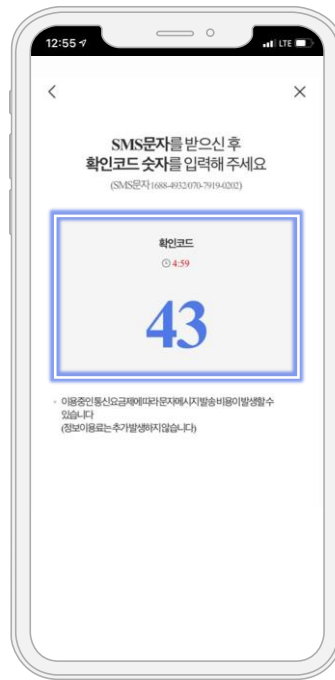 12:55
LTE
SMS문자를 받으신 후
확인코드 숫자를 입력해 주세요
(SMS문자 1688-4932/070-7919-0202)
확인코드
4:59
43
· 이용중인 통신요금제에 따라 문자메시지 발송 비용이 발생할 수
있습니다
(정보이용료는 추가 발생하지 않습니다)